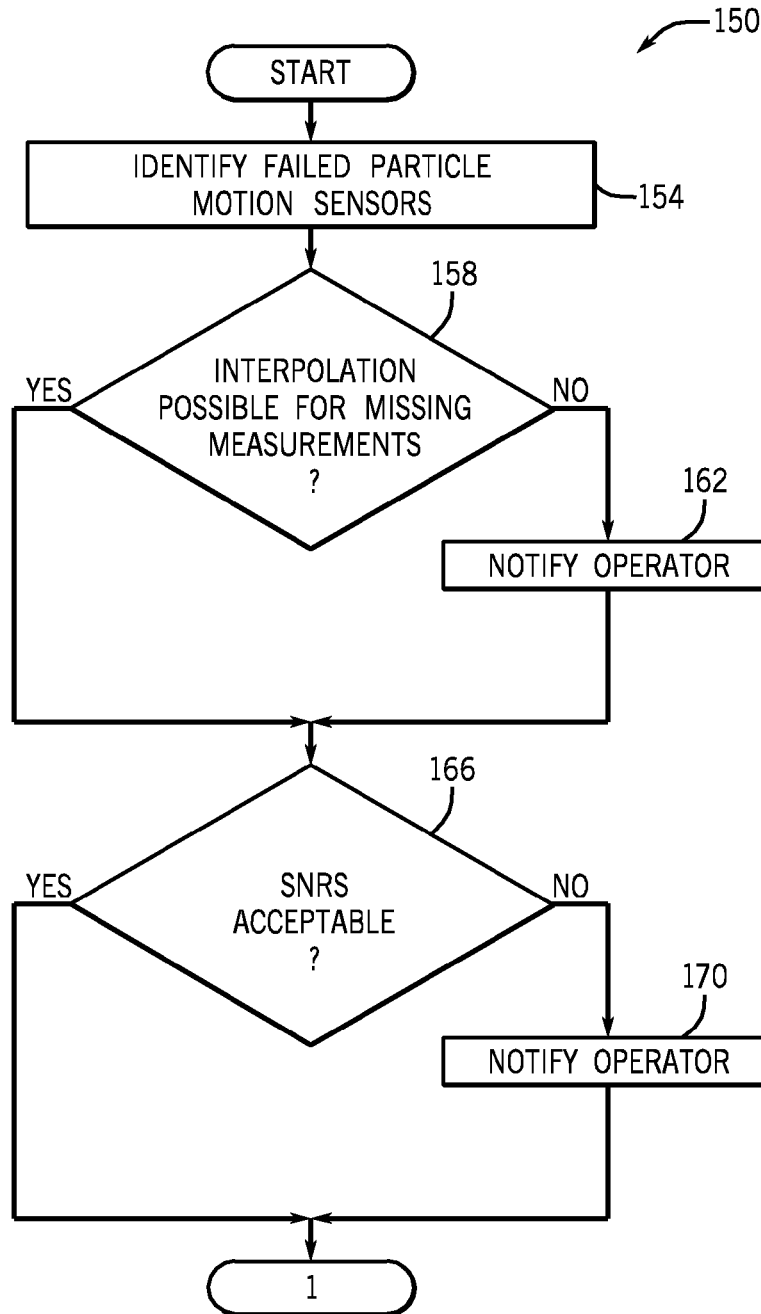 150
START
IDENTIFY FAILED PARTICLE
MOTION SENSORS
154
158
YES
INTERPOLATION
POSSIBLE FOR MISSING
MEASUREMENTS
?
NO
162
NOTIFY OPERATOR
166
YES
SNRS
ACCEPTABLE
?
NO
170
NOTIFY OPERATOR
1